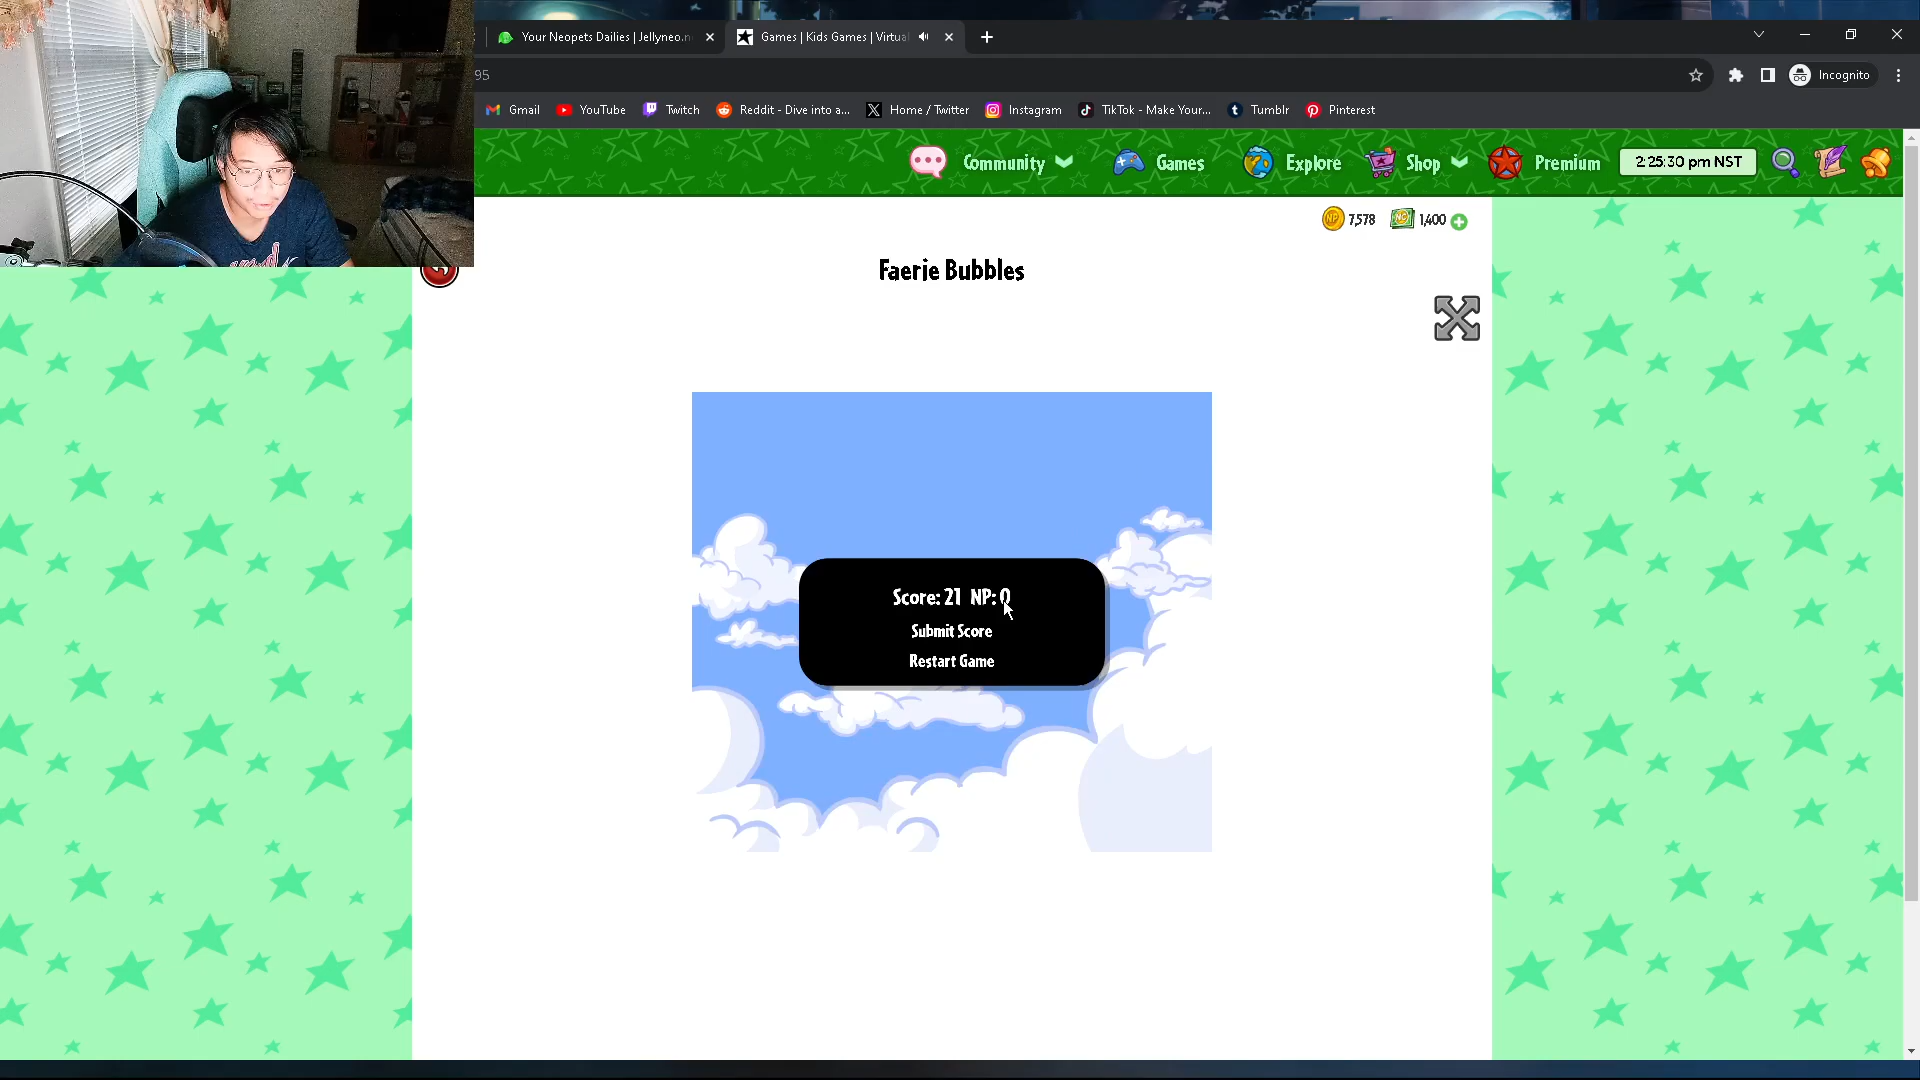 Your Neopets Dailies | Jellyneo.n
Games | Kids Games | Virtua
95
Incognito
Gmail
YouTube
Twitch
Reddit - Dive into a...
Home / Twitter
Instagram
TikTok - Make Your...
Tumblr
Pinterest
Community
Games
Explore
Shop
Premium
2:25:30 pm NST
NP
7,578
NC
1,400
Faerie Bubbles
Score: 21 NP: 0
Submit Score
Restart Game